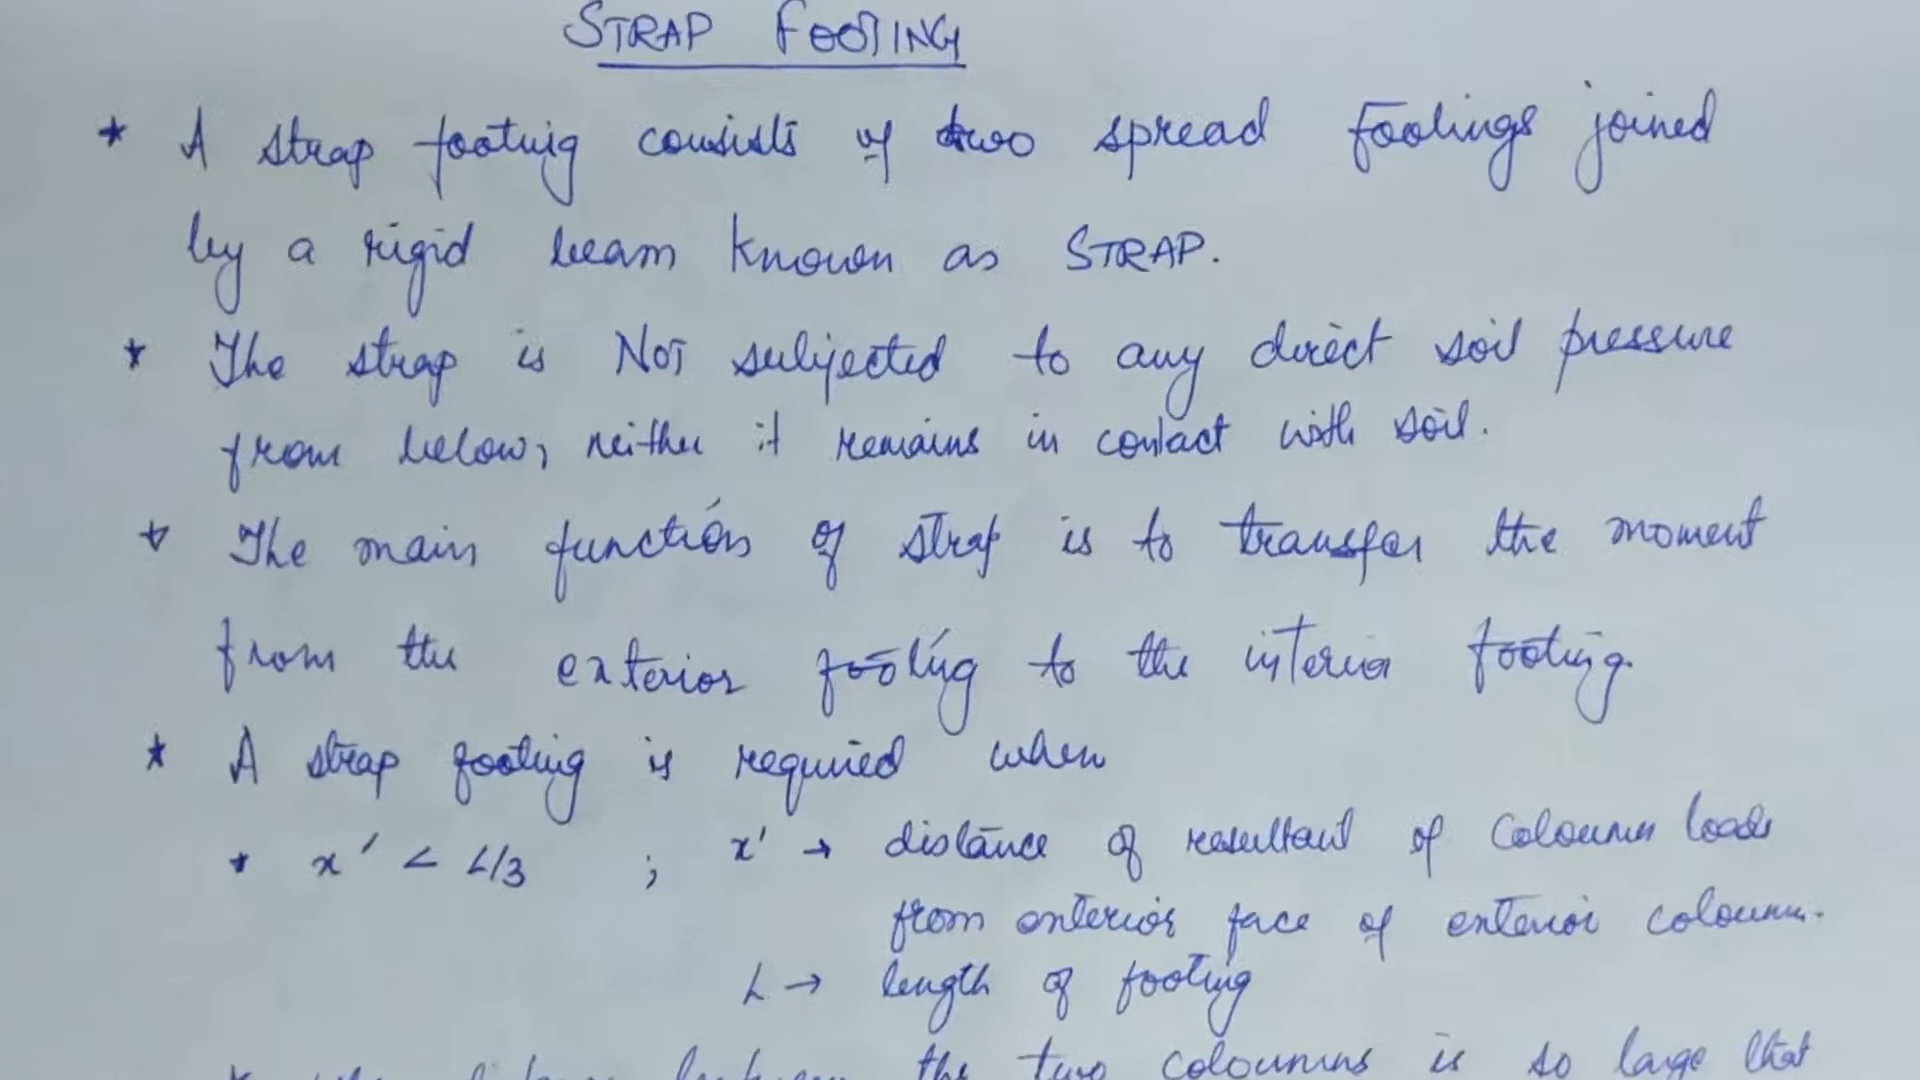 STRAP FOOTING
* A strap footing consists of two spread footings joined
by a rigid beam known as STRAP.
* The strap is NOT subjected to any direct soil pressure
from below, neither it remains in contact with soil.
* The main function of strap is to transfer the moment
from the exterior footing to the interior footing.
* A strap footing is required when
* x' < L/3 ; x' → distance of resultant of Coloumn loads
from exterior face of exterior coloumn.
L → length of footing
the two coloumns is so large that